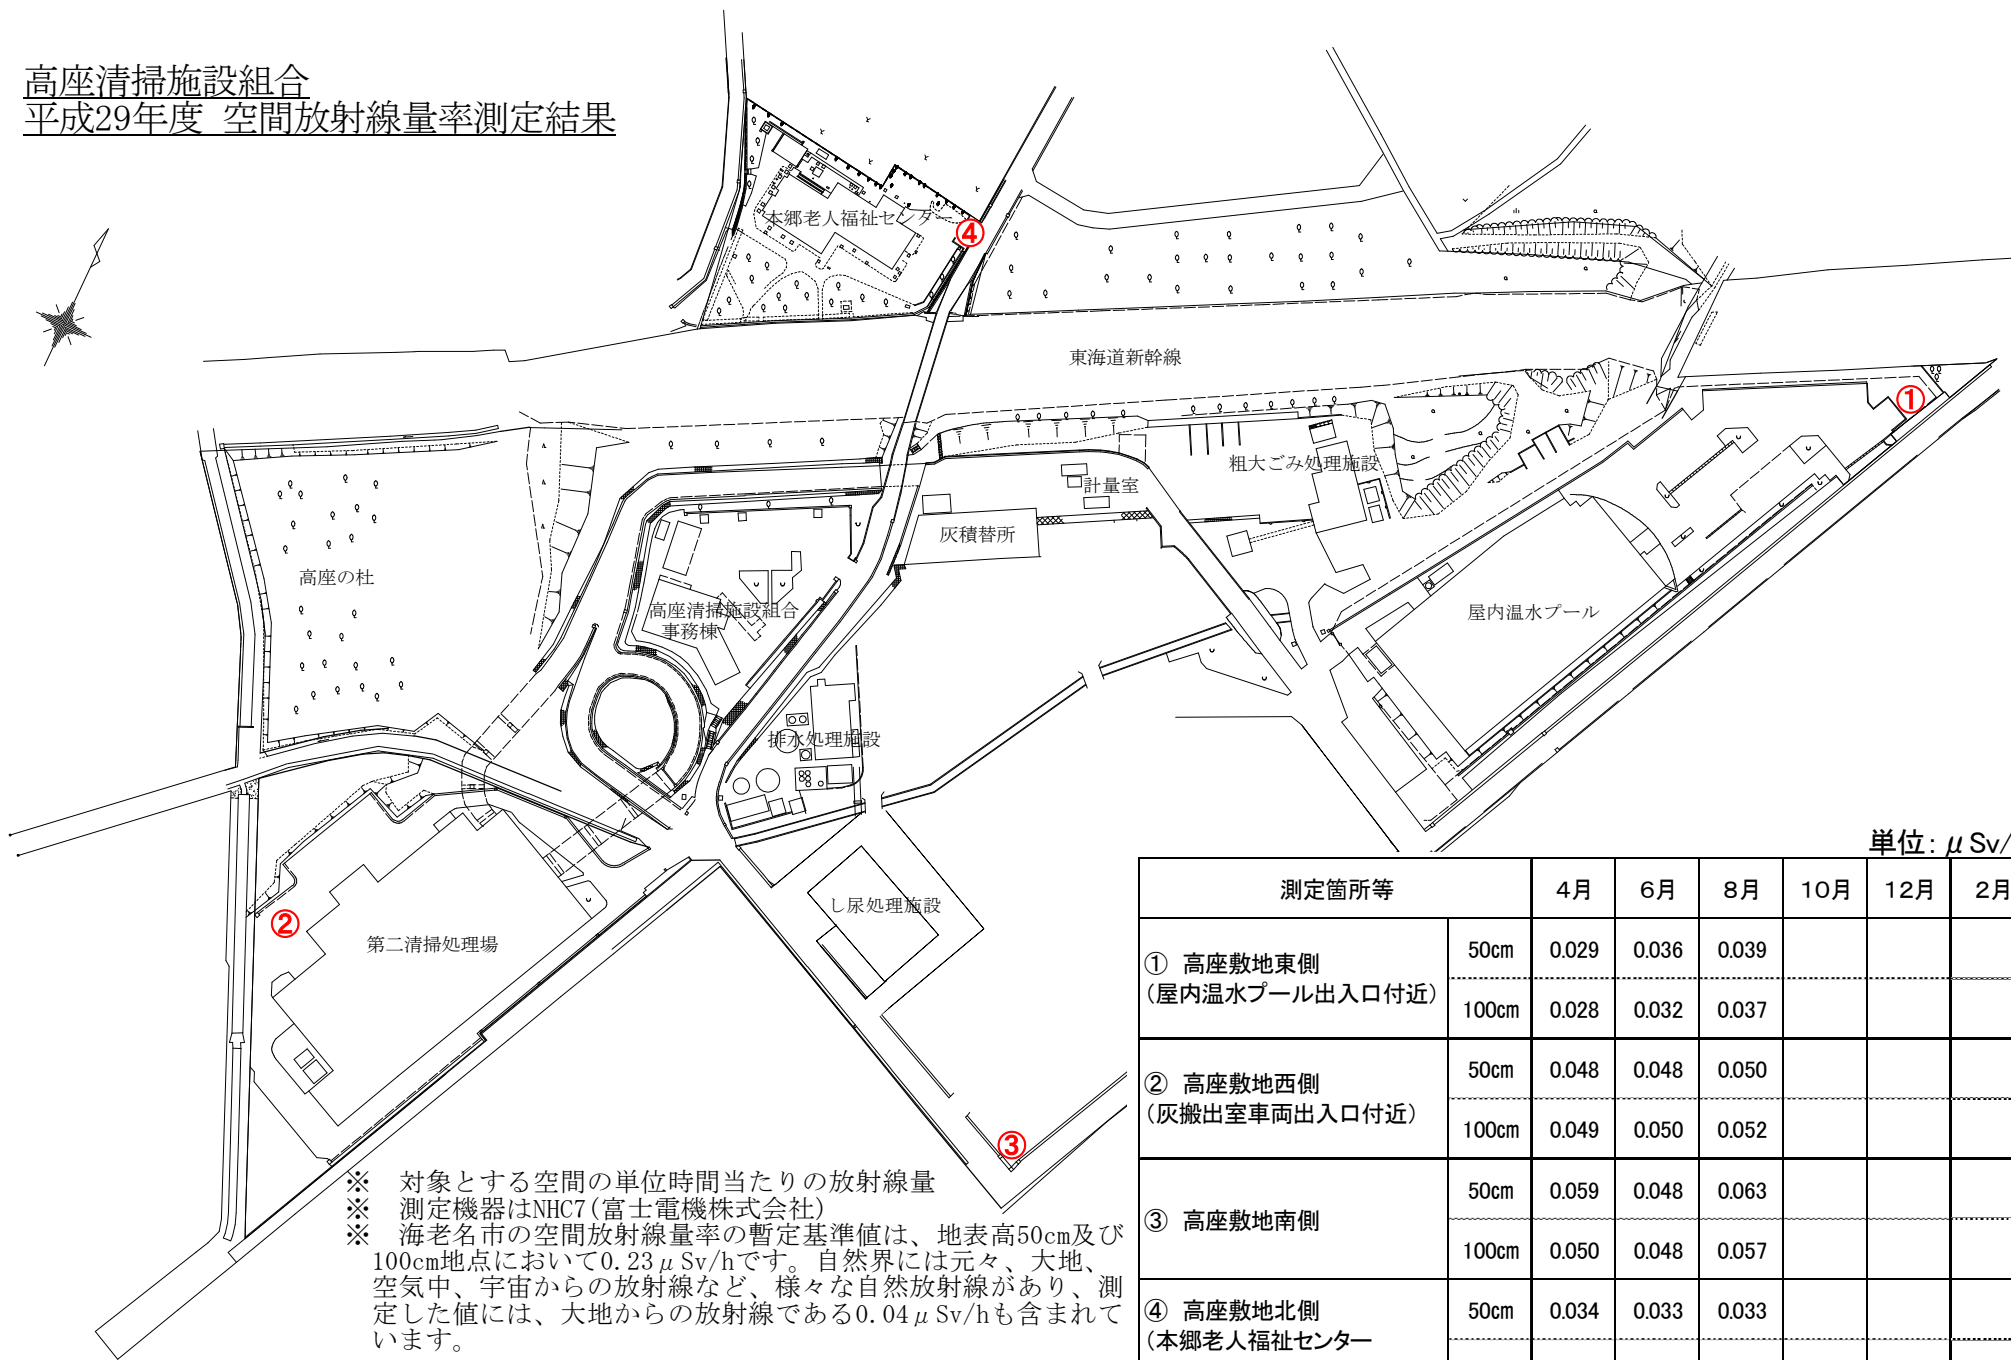 高座清掃施設組合
平成29年度 空間放射線量率測定結果
本郷老人福祉センター
④
東海道新幹線
①
粗大ごみ処理施設
計量室
灰積替所
高座の杜
高座清掃施設組合
事務棟
屋内温水プール
排水処理施設
し尿処理施設
②
第二清掃処理場
③
※ 対象とする空間の単位時間当たりの放射線量
※ 測定機器はNHC7(富士電機株式会社)
※ 海老名市の空間放射線量率の暫定基準値は、地表高50cm及び
100cm地点において0.23μSv/hです。自然界には元々、大地、
空気中、宇宙からの放射線など、様々な自然放射線があり、測
定した値には、大地からの放射線である0.04μSv/hも含まれて
います。
単位：μSv/
測定箇所等 4月 6月 8月 10月 12月 2月
① 高座敷地東側
(屋内温水プール出入口付近)
50cm 0.029 0.036 0.039
100cm 0.028 0.032 0.037
② 高座敷地西側
(灰搬出室車両出入口付近)
50cm 0.048 0.048 0.050
100cm 0.049 0.050 0.052
③ 高座敷地南側
50cm 0.059 0.048 0.063
100cm 0.050 0.048 0.057
④ 高座敷地北側
(本郷老人福祉センター
50cm 0.034 0.033 0.033